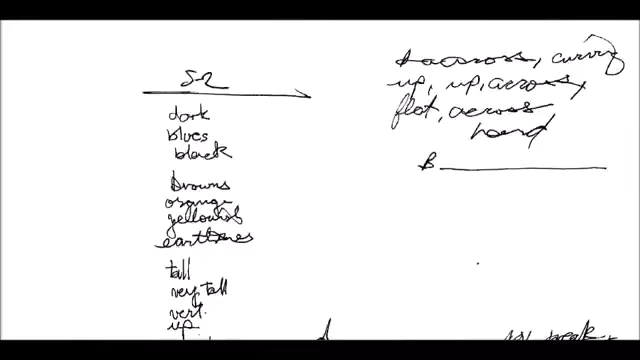 S-2
dark
blues
black
browns
orange
yellowish
earthtones
tall
very tall
vert.
up
across, curving
up, up, across,
flat, across
hard
B